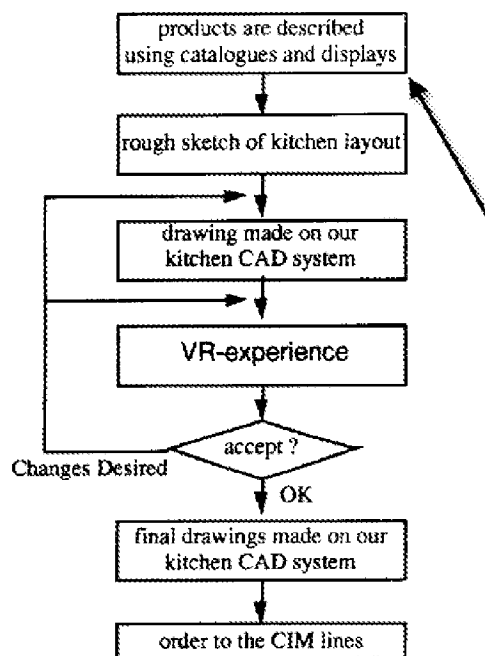 products are described
using catalogues and displays
rough sketch of kitchen layout
drawing made on our
kitchen CAD system
VR-experience
accept ?
Changes Desired
OK
final drawings made on our
kitchen CAD system
order to the CIM lines